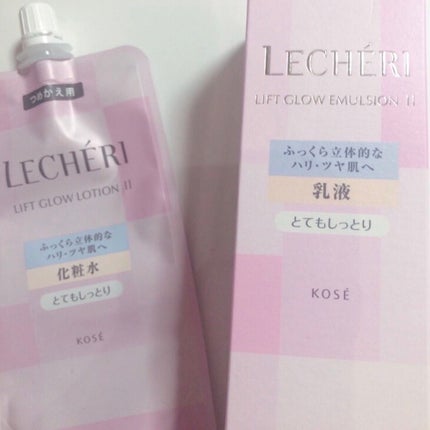 つめかえ用
LECHÉRI
LIFT GLOW LOTION II
ふっくら立体的な
ハリ・ツヤ肌へ
化粧水
とてもしっとり
KOSÉ
LECHÉRI
LIFT GLOW EMULSION II
ふっくら立体的な
ハリ・ツヤ肌へ
乳液
とてもしっとり
KOSÉ